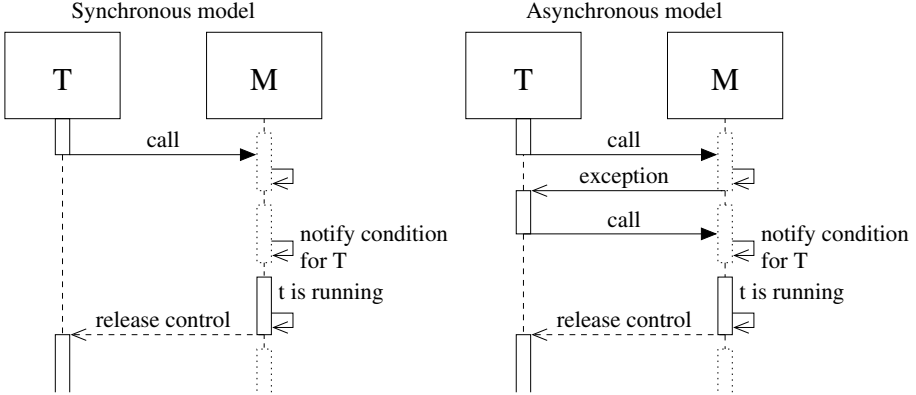 Synchronous model
T
M
call
notify condition
for T
t is running
release control
Asynchronous model
T
M
call
exception
call
notify condition
for T
t is running
release control